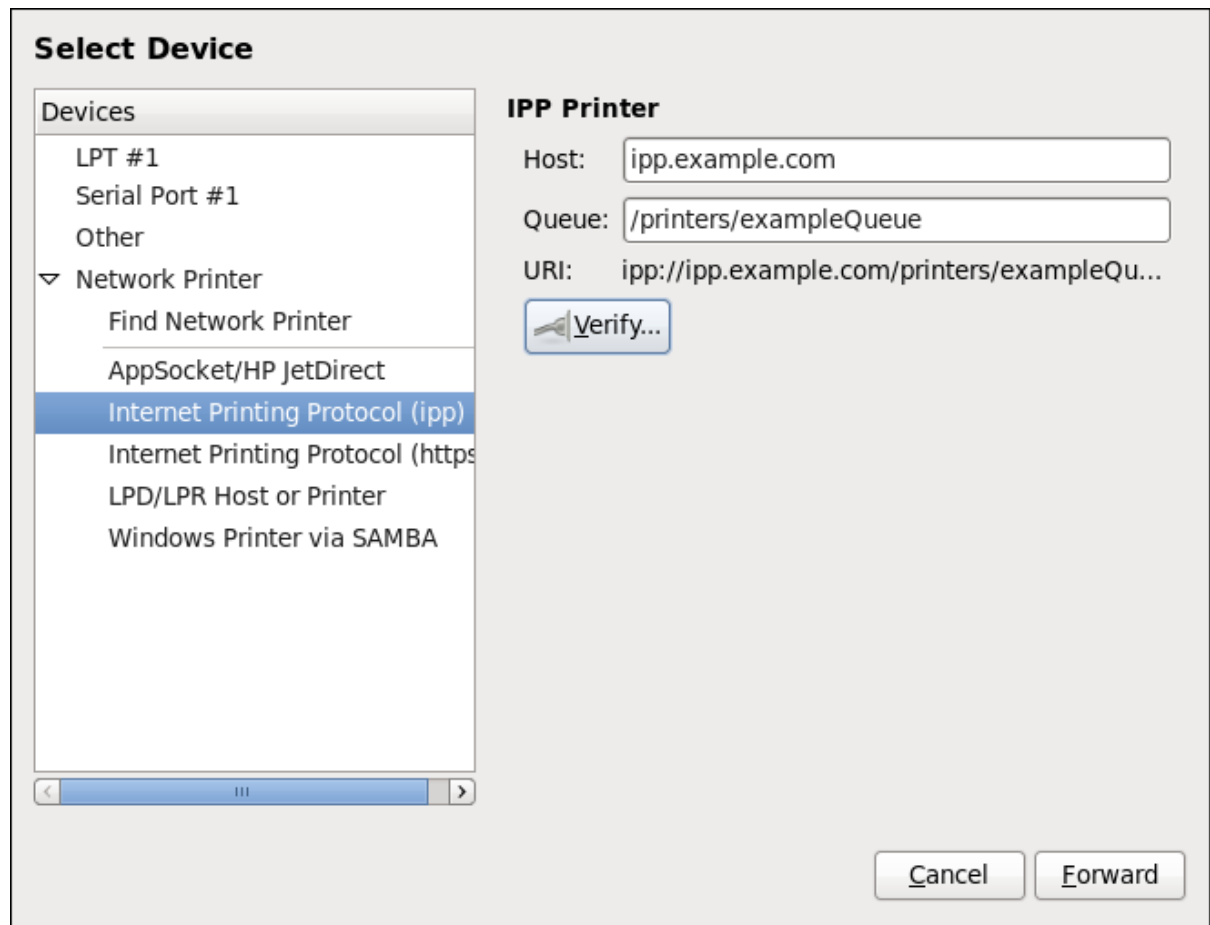 Select Device
Devices
LPT #1
Serial Port #1
Other
Network Printer
Find Network Printer
AppSocket/HP JetDirect
Internet Printing Protocol (ipp)
Internet Printing Protocol (https
LPD/LPR Host or Printer
Windows Printer via SAMBA
IPP Printer
Host: ipp.example.com
Queue: /printers/exampleQueue
URI: ipp://ipp.example.com/printers/exampleQu...
Verify...
Cancel Forward